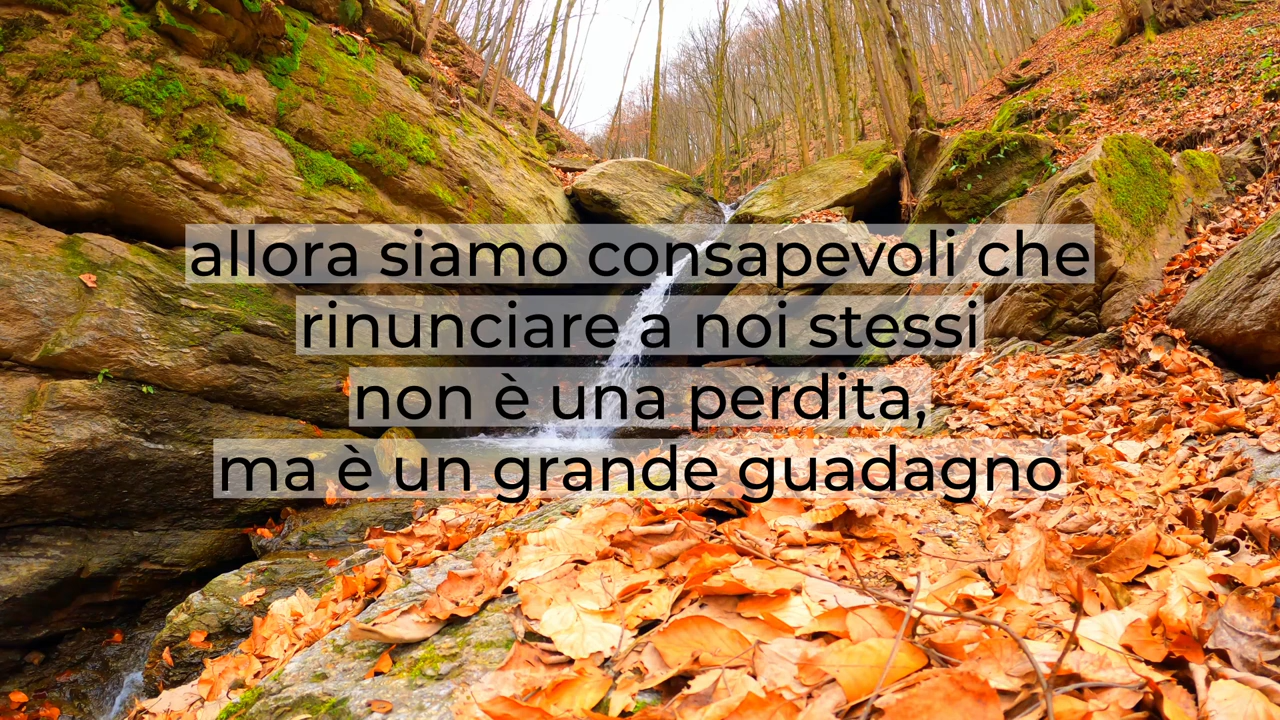 allora siamo consapevoli che
rinunciare a noi stessi
non è una perdita,
ma è un grande guadagno